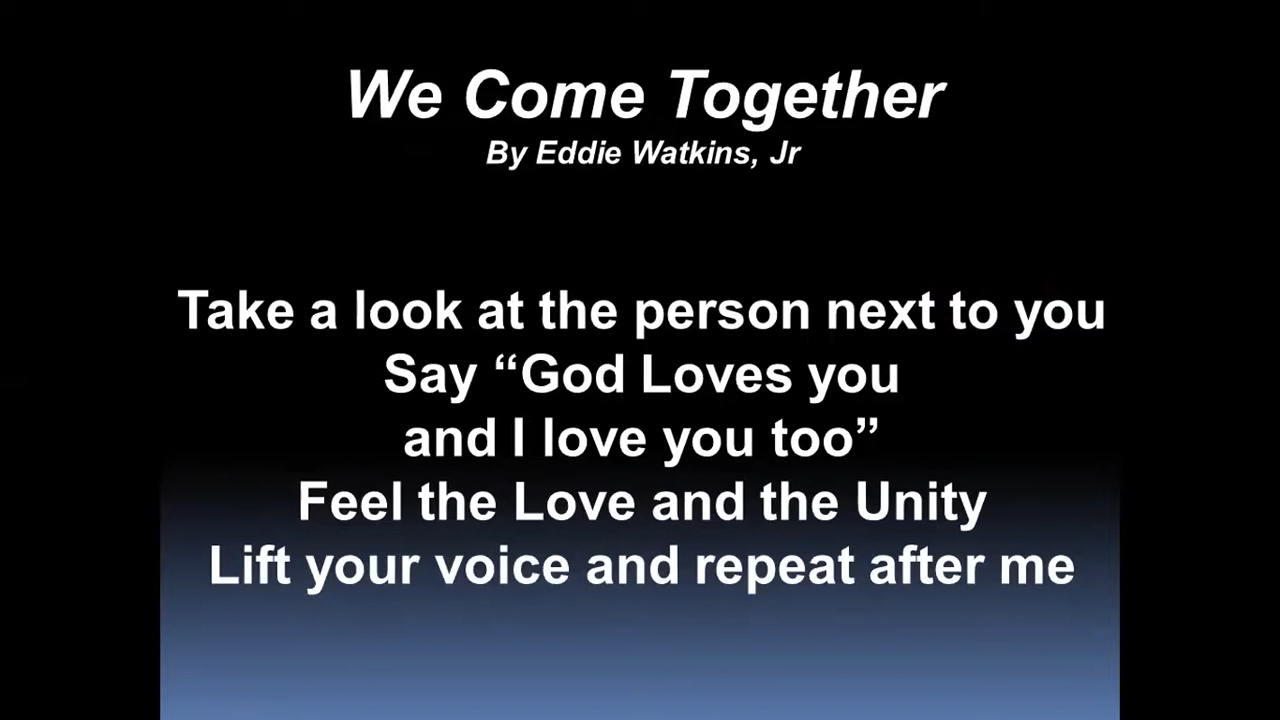 We Come Together
By Eddie Watkins, Jr
Take a look at the person next to you
Say “God Loves you
and I love you too”
Feel the Love and the Unity
Lift your voice and repeat after me